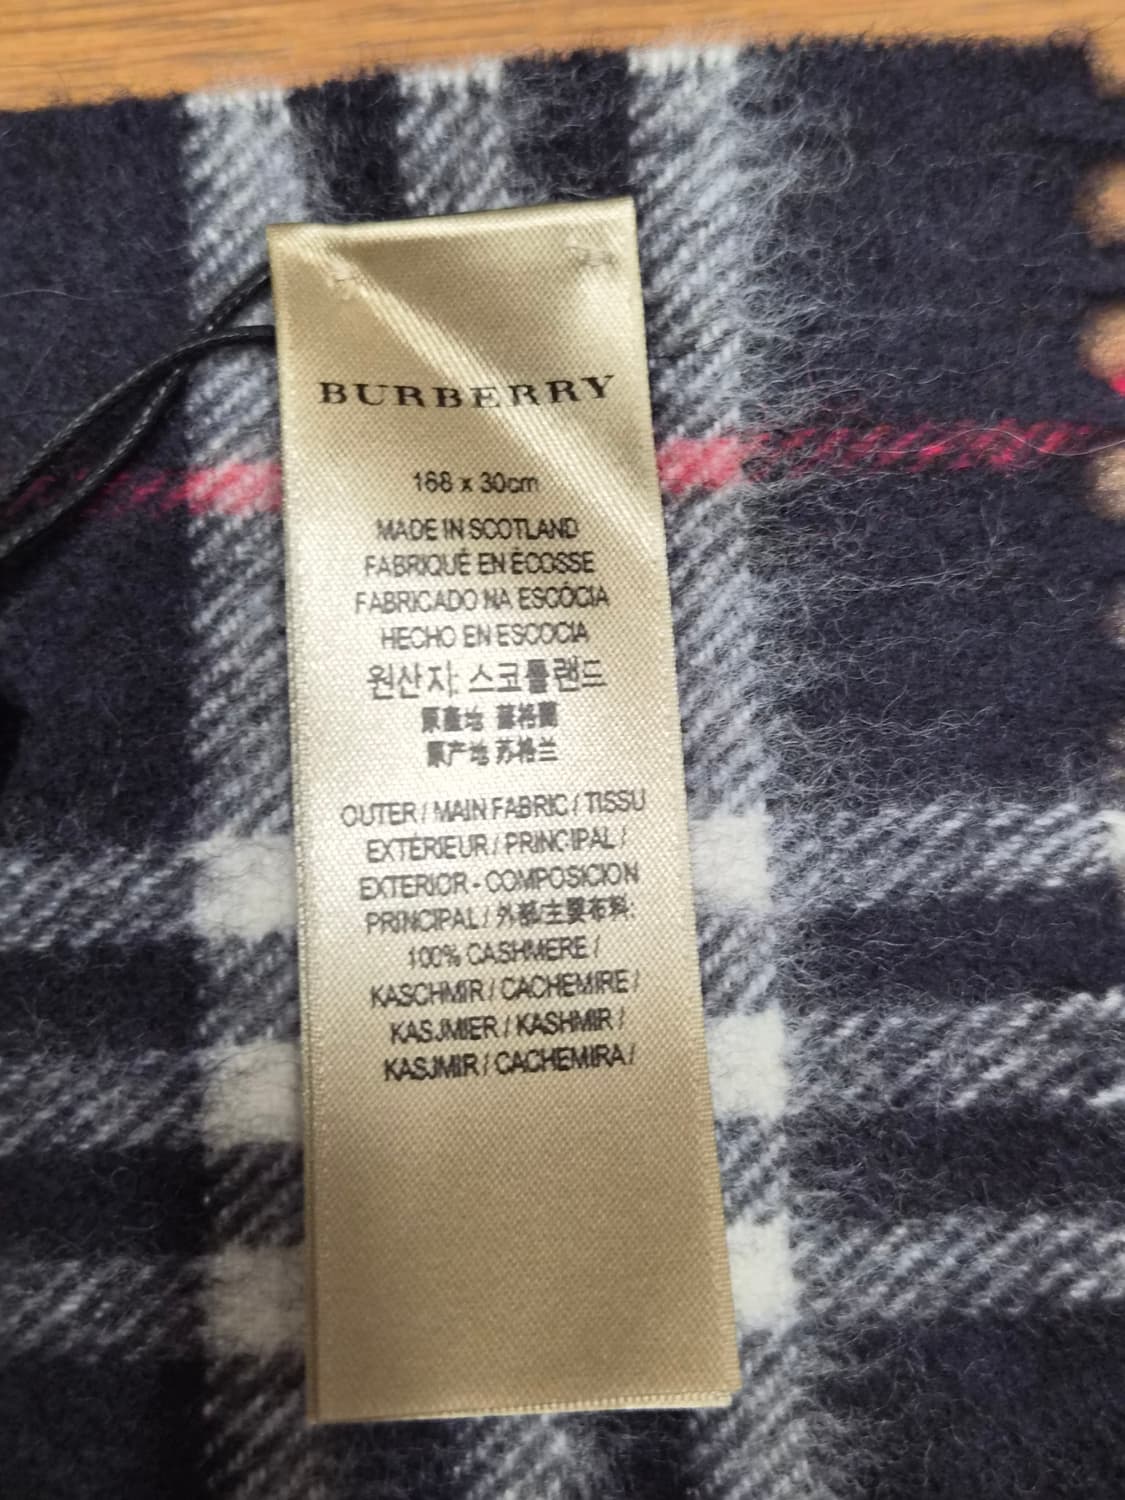 BURBERRY
168 x 30cm
MADE IN SCOTLAND
FABRIQUÉ EN ÉCOSSE
FABRICADO NA ESCÓCIA
HECHO EN ESCOCIA
원산지: 스코틀랜드
原產地 蘇格蘭
原产地 苏格兰
OUTER / MAIN FABRIC / TISSU
EXTÉRIEUR / PRINCIPAL /
EXTERIOR - COMPOSICION
PRINCIPAL / 外部/主要布料:
100% CASHMERE /
KASCHMIR / CACHEMIRE /
KASJMIER / KASHMIR /
KASJMIR / CACHEMIRA /